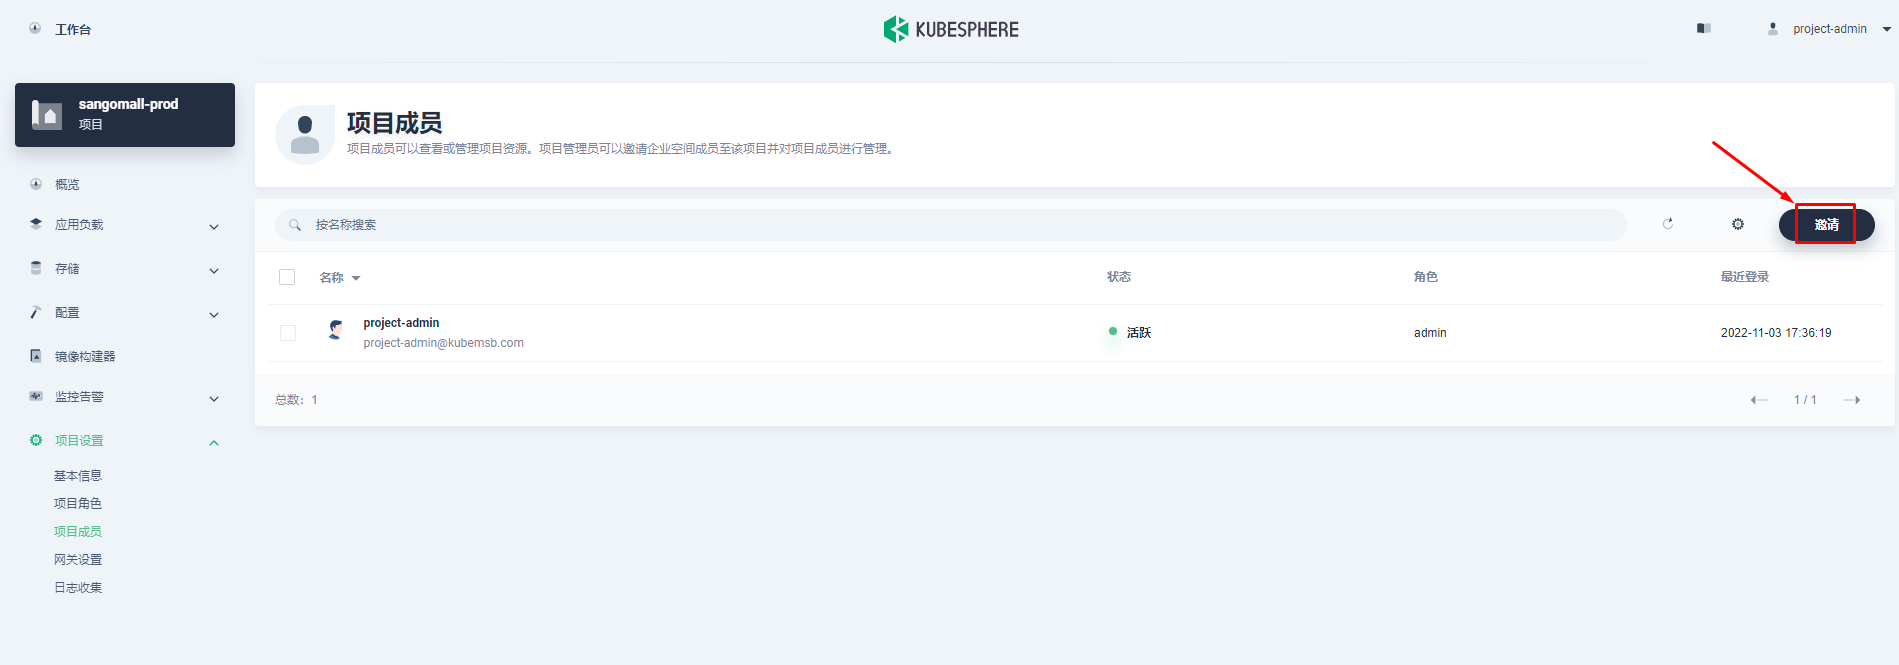 工作台
KUBESPHERE
project-admin
sangomall-prod
项目
概览
应用负载
存储
配置
镜像构建器
监控告警
项目设置
基本信息
项目角色
项目成员
网关设置
日志收集
项目成员
项目成员可以查看或管理项目资源。项目管理员可以邀请企业空间成员至该项目并对项目成员进行管理。
按名称搜索
邀请
名称 状态 角色 最近登录
project-admin
project-admin@kubemsb.com
活跃
admin
2022-11-03 17:36:19
总数：1
1 / 1